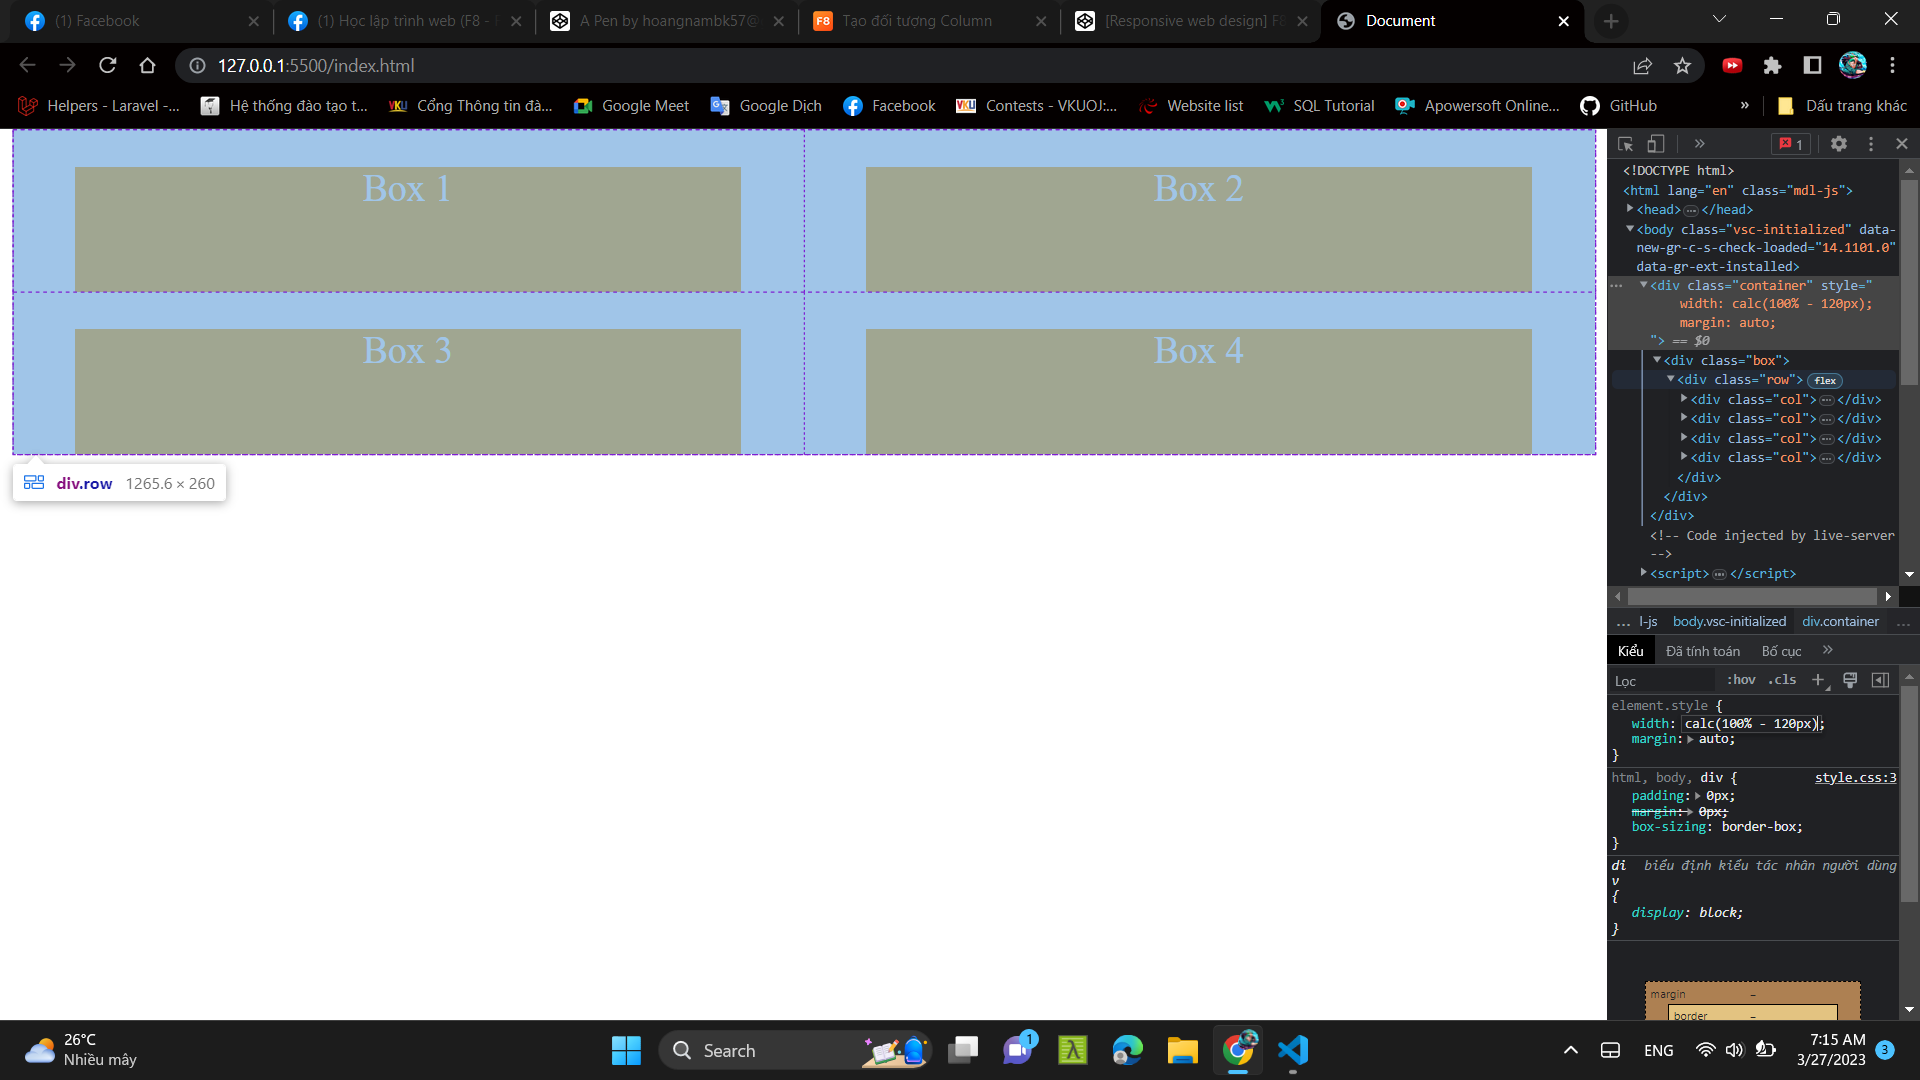 (1) Facebook
(1) Học lập trình web (F8 - F
A Pen by hoangnambk57@
F8
Tạo đối tượng Column
[Responsive web design] F8
Document
127.0.0.1:5500/index.html
Helpers - Laravel -...
Hệ thống đào tạo t...
VKU
Cổng Thông tin đà...
Google Meet
Google Dịch
Facebook
VKU
Contests - VKUOJ:...
Website list
SQL Tutorial
Apowersoft Online...
GitHub
»
Dấu trang khác
Box 1
Box 2
Box 3
Box 4
div.row 1265.6 × 260
» 1
<!DOCTYPE html>
<html lang="en" class="mdl-js">
<head>…</head>
<body class="vsc-initialized" data-
new-gr-c-s-check-loaded="14.1101.0"
data-gr-ext-installed>
<div class="container" style="
width: calc(100% - 120px);
margin: auto;
"> == $0
<div class="box">
<div class="row"> flex
<div class="col">…</div>
<div class="col">…</div>
<div class="col">…</div>
<div class="col">…</div>
</div>
</div>
</div>
<!-- Code injected by live-server
-->
<script>…</script>
... l-js body.vsc-initialized div.container ...
Kiểu Đã tính toán Bố cục »
Lọc :hov .cls +
element.style {
width: calc(100% - 120px);
margin: auto;
}
html, body, div { style.css:3
padding: 0px;
margin: 0px;
box-sizing: border-box;
}
di biểu định kiểu tác nhân người dùng
v
{
display: block;
}
margin –
border –
26°C
Nhiều mây
Search
1
ENG
7:15 AM
3/27/2023
3